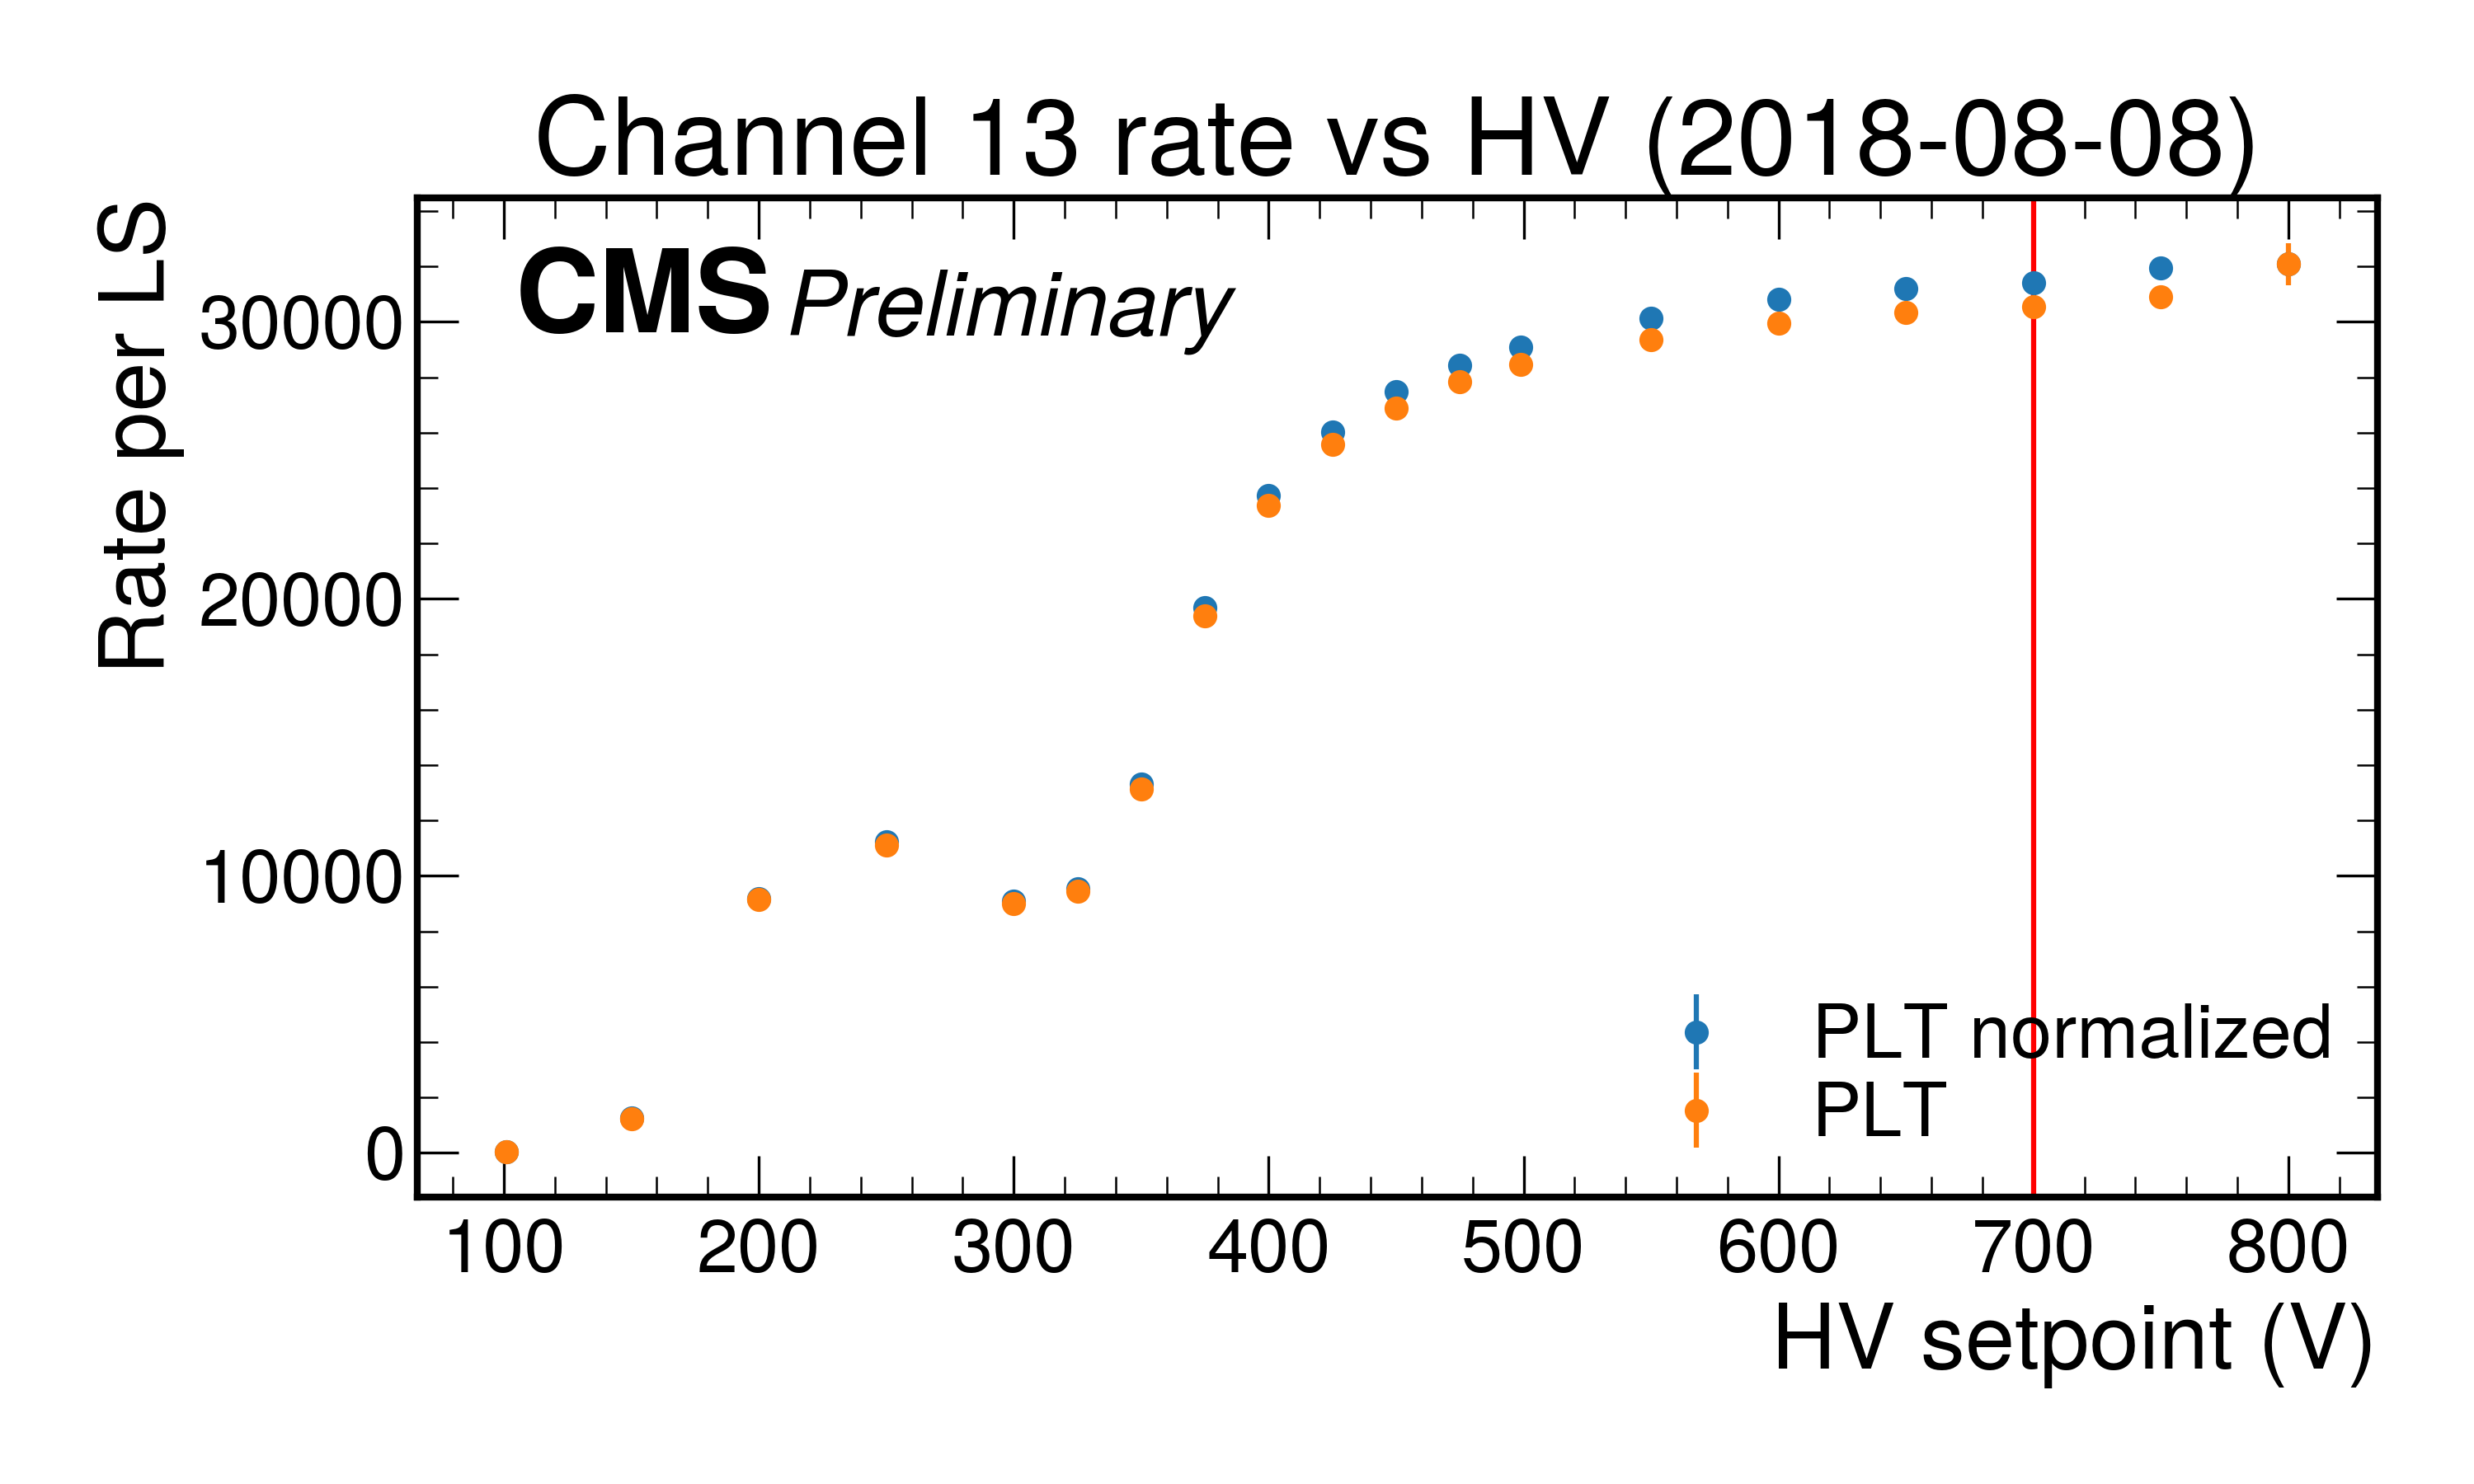 Channel 13 rate vs HV (2018-08-08)
CMS Preliminary
Rate per LS
30000
20000
10000
0
PLT normalized
PLT
100 200 300 400 500 600 700 800
HV setpoint (V)